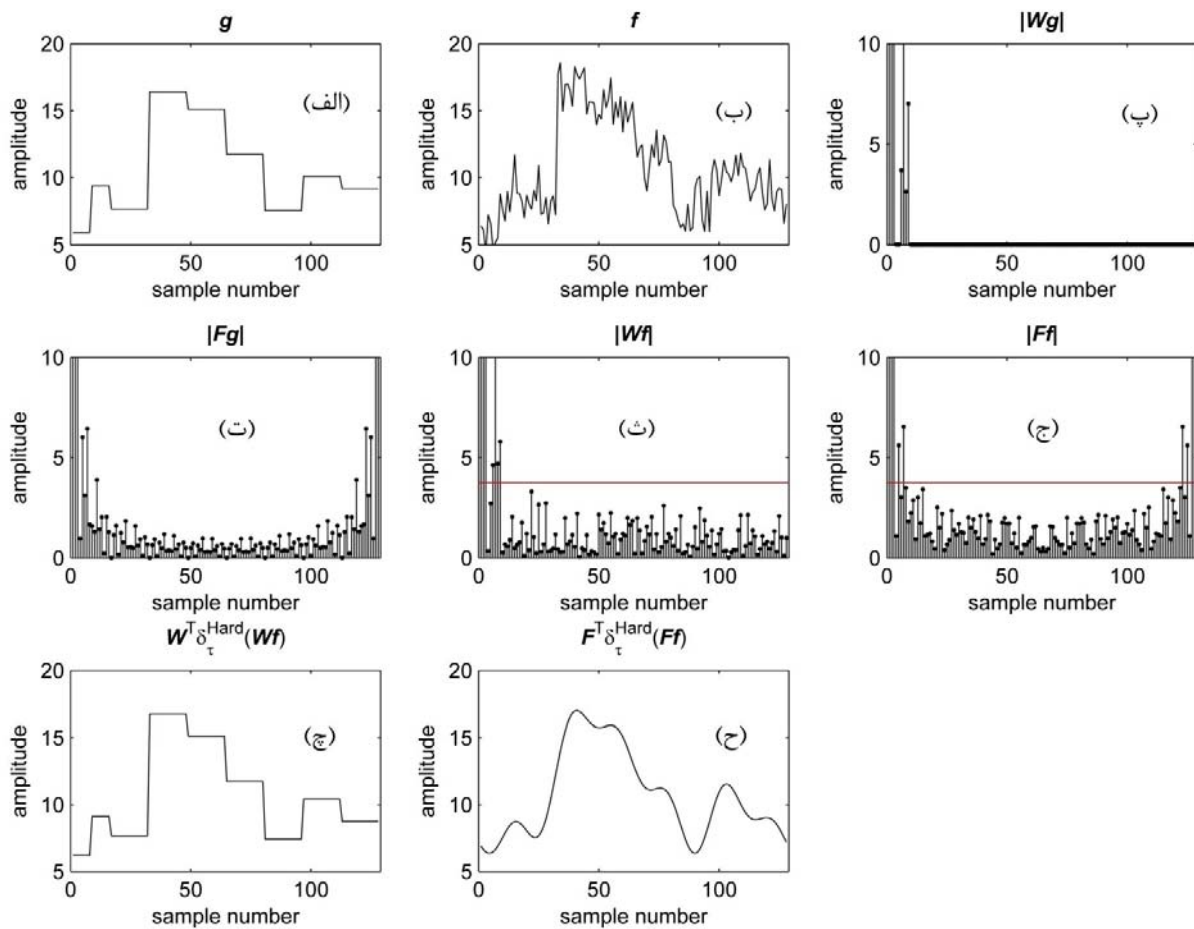 g
f
|Wg|
20
15
10
5
amplitude
(الف)
0
50
100
sample number
20
15
10
5
amplitude
(ب)
0
50
100
sample number
10
5
0
amplitude
(پ)
0
50
100
sample number
|Fg|
|Wf|
|Ff|
10
5
0
amplitude
(ت)
0
50
100
sample number
10
5
0
amplitude
(ث)
0
50
100
sample number
10
5
0
amplitude
(ج)
0
50
100
sample number
WᵀδτHard(Wf)
FᵀδτHard(Ff)
20
15
10
5
amplitude
(چ)
0
50
100
sample number
20
15
10
5
amplitude
(ح)
0
50
100
sample number